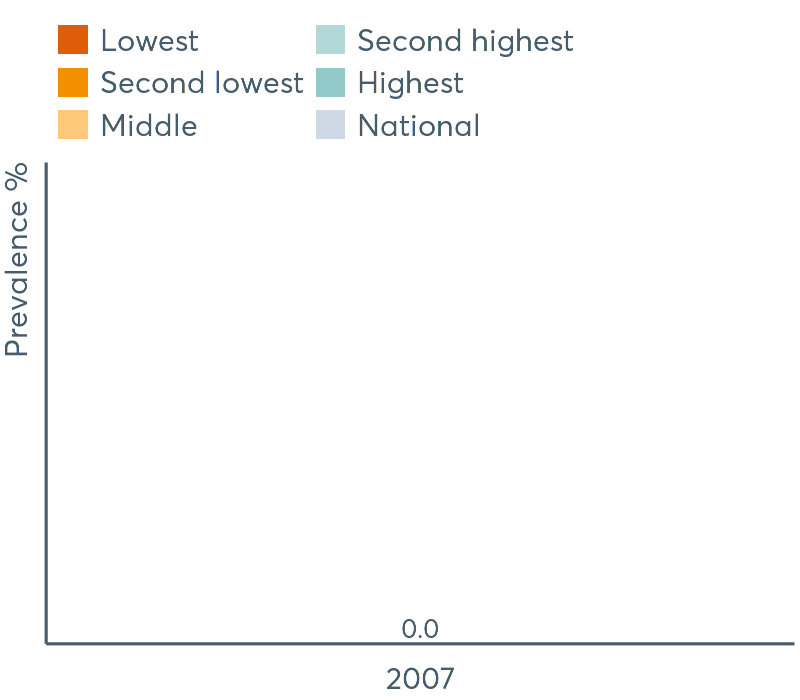 Lowest
Second lowest
Middle
Second highest
Highest
National
Prevalence %
0.0
2007